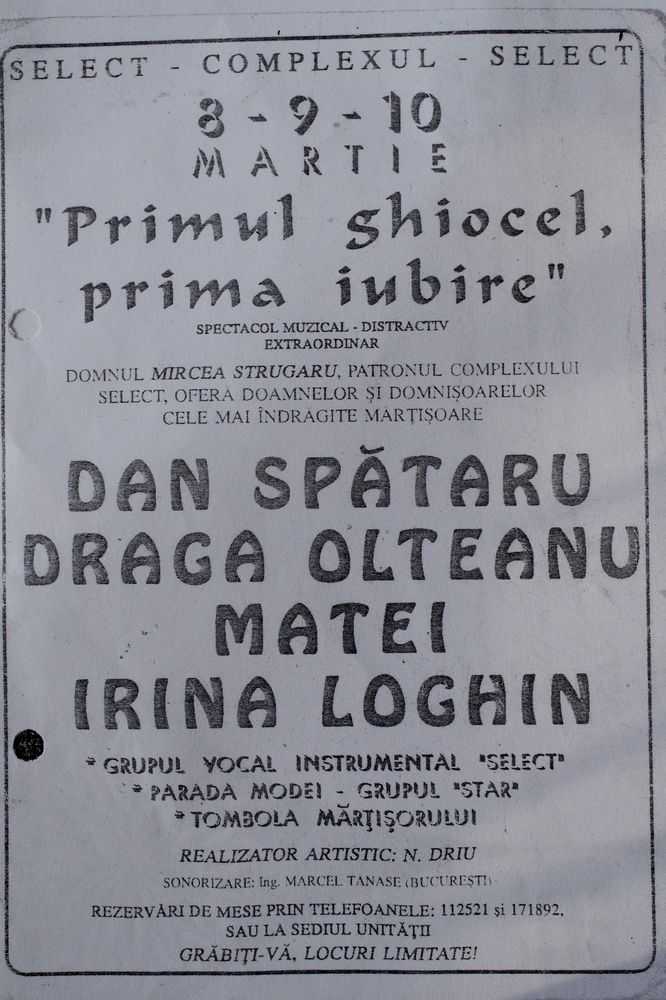 SELECT - COMPLEXUL - SELECT
8 - 9 - 10
MARTIE
"Primul ghiocel,
prima iubire"
SPECTACOL MUZICAL - DISTRACTIV
EXTRAORDINAR
DOMNUL MIRCEA STRUGARU, PATRONUL COMPLEXULUI
SELECT, OFERĂ DOAMNELOR ȘI DOMNIȘOARELOR
CELE MAI ÎNDRĂGITE MĂRȚIȘOARE
DAN SPĂTARU
DRAGA OLTEANU
MATEI
IRINA LOGHIN
* GRUPUL VOCAL INSTRUMENTAL "SELECT"
* PARADA MODEI - GRUPUL "STAR"
* TOMBOLA MĂRȚIȘORULUI
REALIZATOR ARTISTIC: N. DRIU
SONORIZARE: Ing. MARCEL TANASE (BUCUREȘTI)
REZERVĂRI DE MESE PRIN TELEFOANELE: 112521 și 171892,
SAU LA SEDIUL UNITĂȚII
GRĂBIȚI-VĂ, LOCURI LIMITATE!